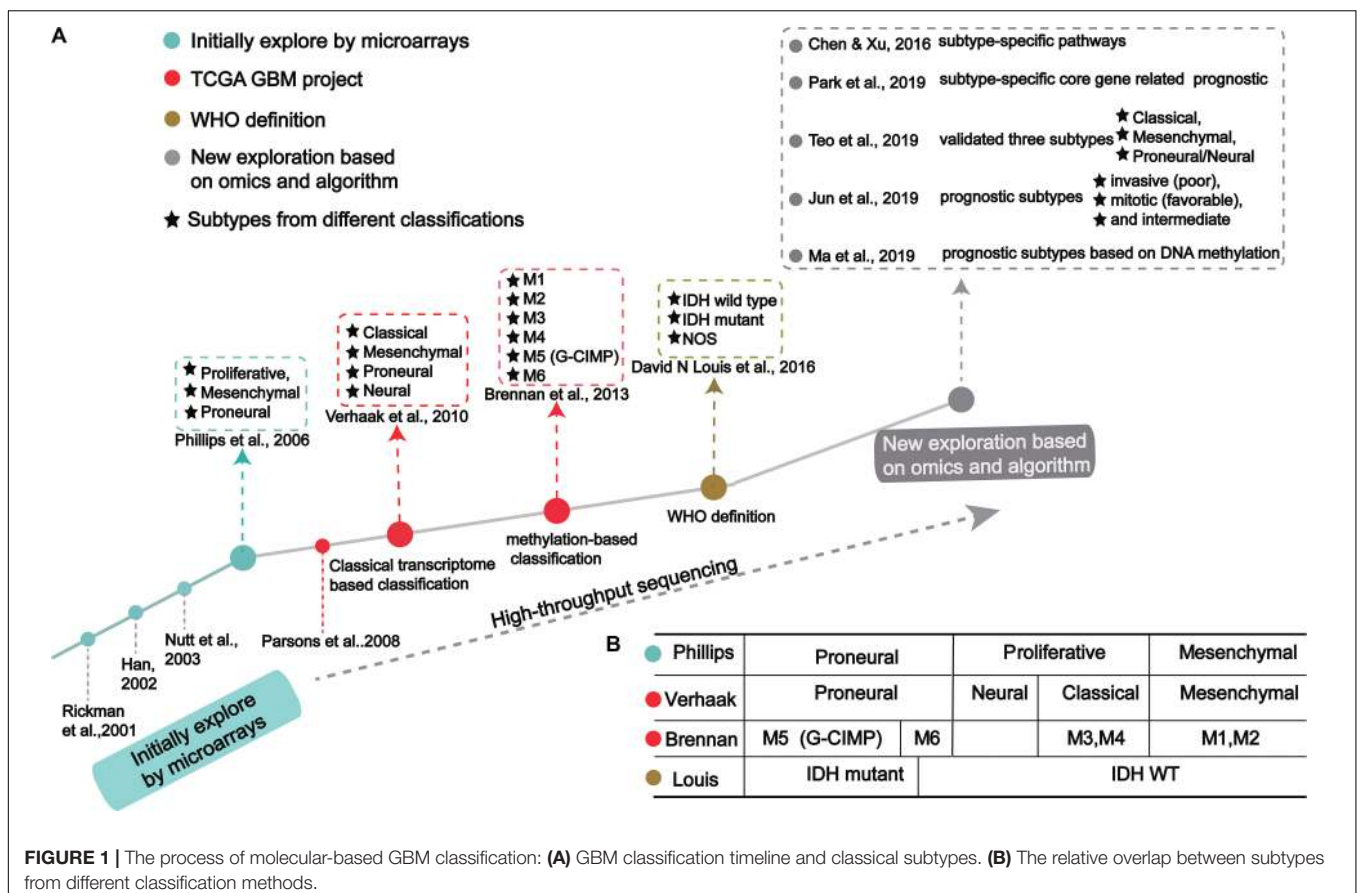 A
Initially explore by microarrays
TCGA GBM project
WHO definition
New exploration based
on omics and algorithm
★ Subtypes from different classifications
Chen & Xu, 2016 subtype-specific pathways
Park et al., 2019 subtype-specific core gene related prognostic
Teo et al., 2019 validated three subtypes
★ Classical,
★ Mesenchymal,
★ Proneural/Neural
Jun et al., 2019 prognostic subtypes
★ invasive (poor),
★ mitotic (favorable),
★ and intermediate
Ma et al., 2019 prognostic subtypes based on DNA methylation
★ Proliferative,
★ Mesenchymal
★ Proneural
Phillips et al., 2006
★ Classical
★ Mesenchymal
★ Proneural
★ Neural
Verhaak et al., 2010
★ M1
★ M2
★ M3
★ M4
★ M5 (G-CIMP)
★ M6
Brennan et al., 2013
★ IDH wild type
★ IDH mutant
★ NOS
David N Louis et al., 2016
New exploration based
on omics and algorithm
WHO definition
methylation-based
classification
Classical transcriptome
based classification
Parsons et al..2008
Nutt et al.,
2003
Han,
2002
Rickman
et al.,2001
Initially explore
by microarrays
High-throughput sequencing
B
Phillips Proneural Proliferative Mesenchymal
Verhaak Proneural Neural Classical Mesenchymal
Brennan M5 (G-CIMP) M6 M3,M4 M1,M2
Louis IDH mutant IDH WT
FIGURE 1 | The process of molecular-based GBM classification: (A) GBM classification timeline and classical subtypes. (B) The relative overlap between subtypes
from different classification methods.